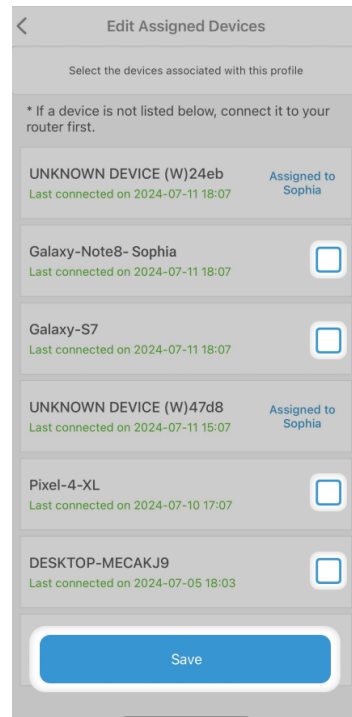 Edit Assigned Devices
Select the devices associated with this profile
* If a device is not listed below, connect it to your
router first.
UNKNOWN DEVICE (W)24eb
Last connected on 2024-07-11 18:07
Assigned to
Sophia
Galaxy-Note8- Sophia
Last connected on 2024-07-11 18:07
Galaxy-S7
Last connected on 2024-07-11 18:07
UNKNOWN DEVICE (W)47d8
Last connected on 2024-07-11 15:07
Assigned to
Sophia
Pixel-4-XL
Last connected on 2024-07-10 17:07
DESKTOP-MECAKJ9
Last connected on 2024-07-05 18:03
Save